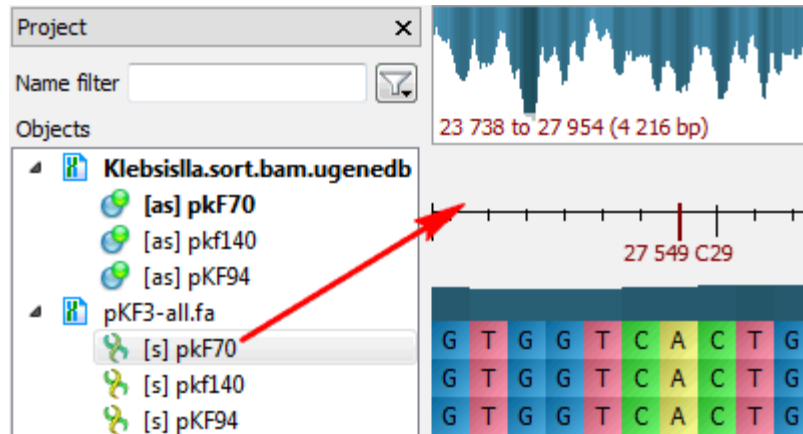 Project
Name filter
Objects
Klebsislla.sort.bam.ugenedb
[as] pkF70
[as] pkf140
[as] pKF94
pKF3-all.fa
[s] pkF70
[s] pkf140
[s] pKF94
23 738 to 27 954 (4 216 bp)
27 549 C29
G T G G T C A C T G
G T G G T C A C T G
G T G G T C A C T G